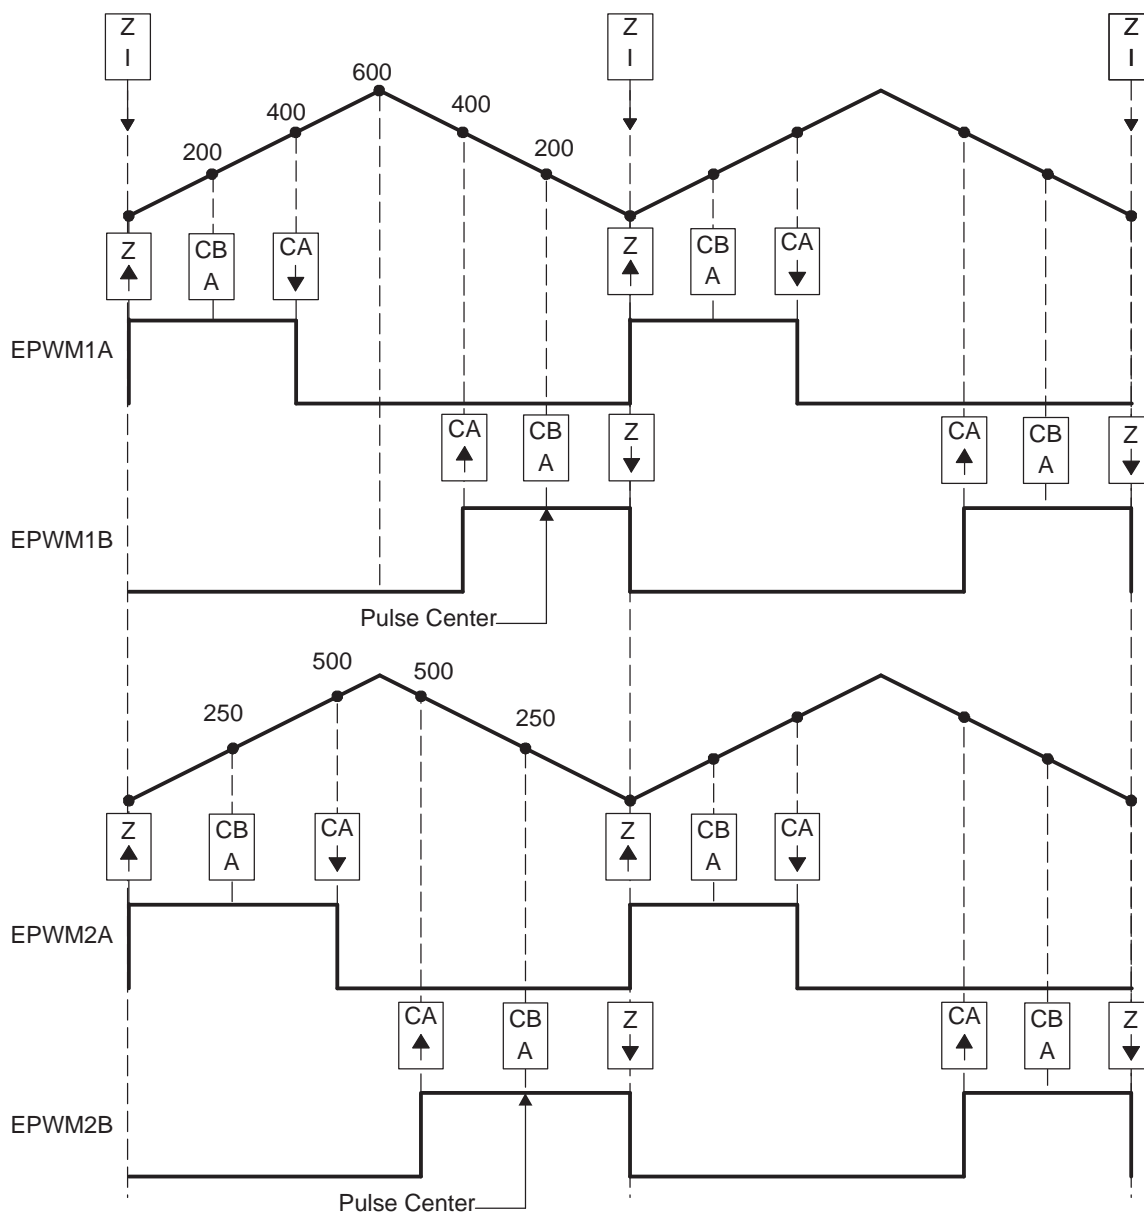 Z Z Z
I I I
600
400 400
200 200
Z CB CA Z CB CA
A A
EPWM1A
CA CB Z CA CB Z
A A
EPWM1B
Pulse Center
500 500
250 250
Z CB CA Z CB CA
A A
EPWM2A
CA CB Z CA CB Z
A A
EPWM2B
Pulse Center